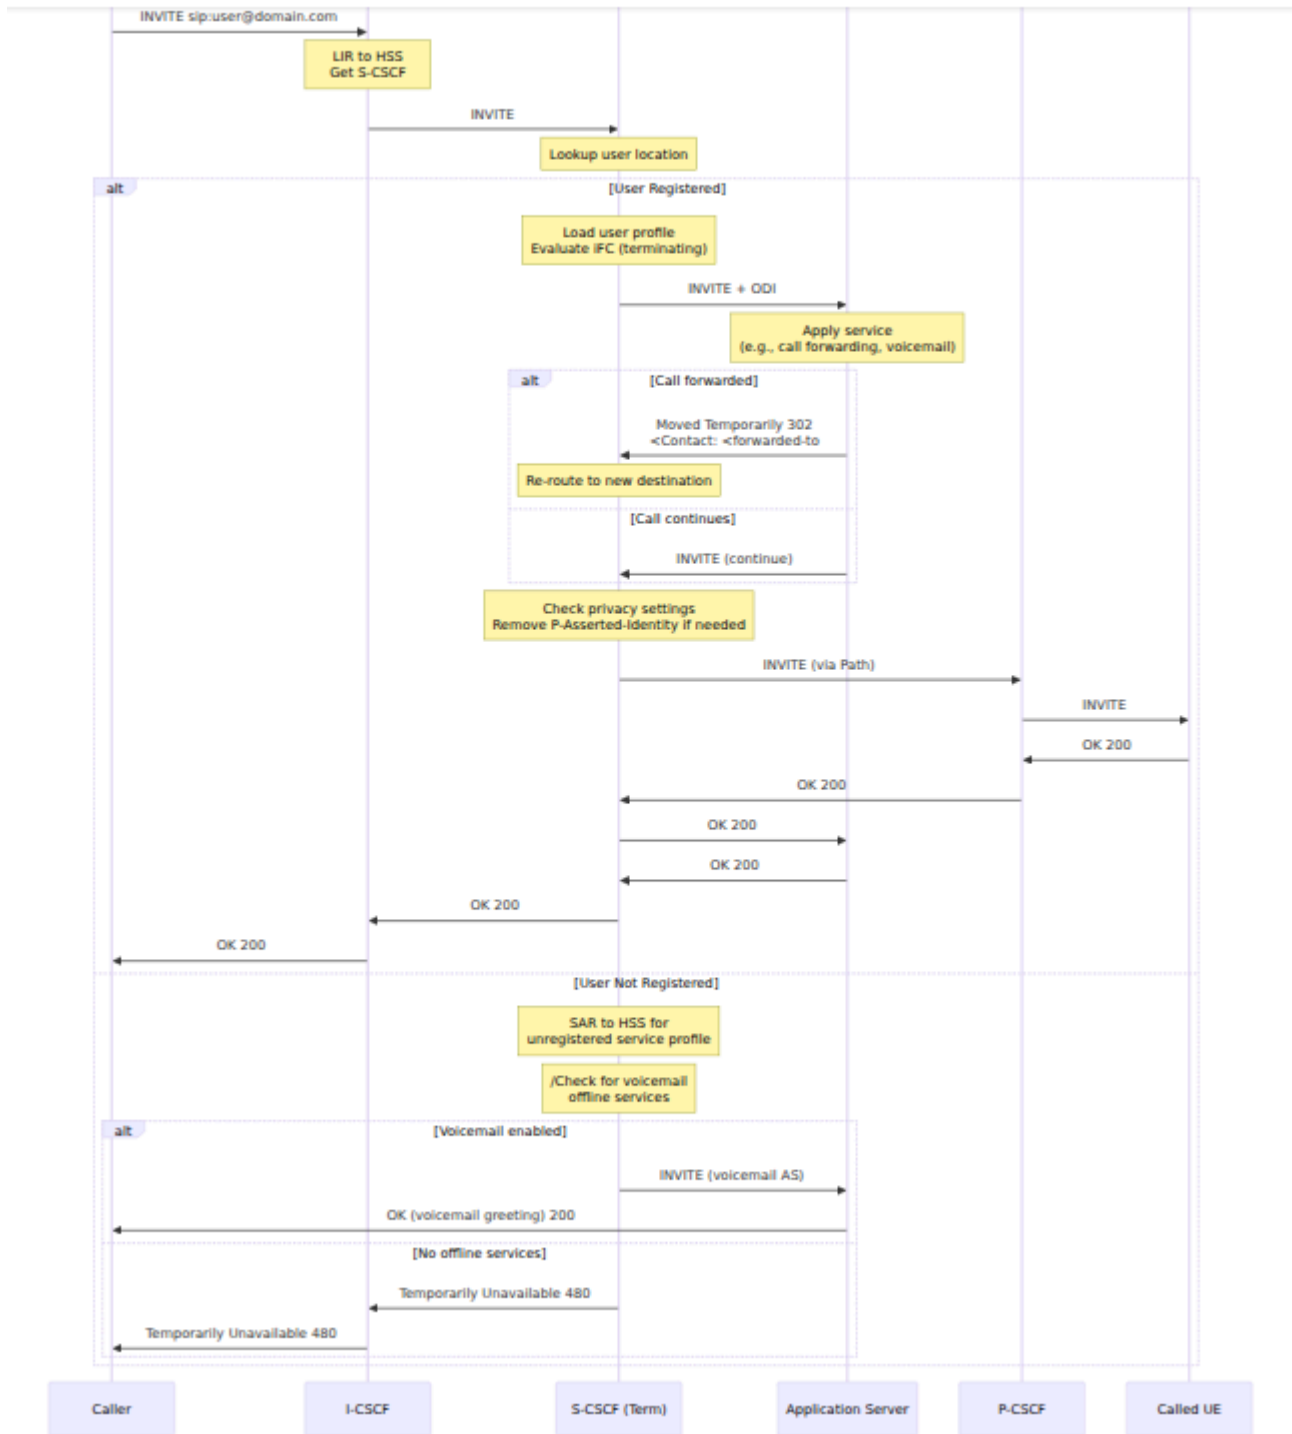 INVITE sip:user@domain.com
LIR to HSS
Get S-CSCF
INVITE
Lookup user location
alt
[User Registered]
Load user profile
Evaluate iFC (terminating)
INVITE + ODI
Apply service
(e.g., call forwarding, voicemail)
alt
[Call forwarded]
Moved Temporarily 302
<Contact: <forwarded-to
Re-route to new destination
[Call continues]
INVITE (continue)
Check privacy settings
Remove P-Asserted-Identity if needed
INVITE (via Path)
INVITE
OK 200
OK 200
OK 200
OK 200
OK 200
OK 200
[User Not Registered]
SAR to HSS for
unregistered service profile
/Check for voicemail
offline services
alt
[Voicemail enabled]
INVITE (voicemail AS)
OK (voicemail greeting) 200
[No offline services]
Temporarily Unavailable 480
Temporarily Unavailable 480
Caller
I-CSCF
S-CSCF (Term)
Application Server
P-CSCF
Called UE